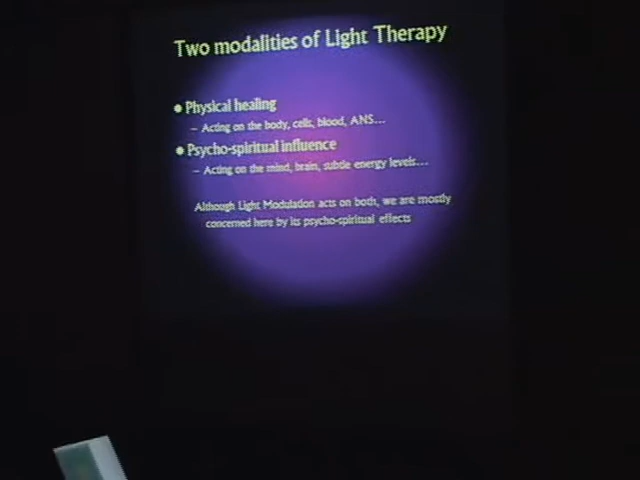 Two modalities of Light Therapy
Physical healing
– Acting on the body, cells, blood, ANS...
Psycho-spiritual influence
– Acting on the mind, brain, subtle energy levels...
Although Light Modulation acts on both, we are mostly
concerned here by its psycho-spiritual effects